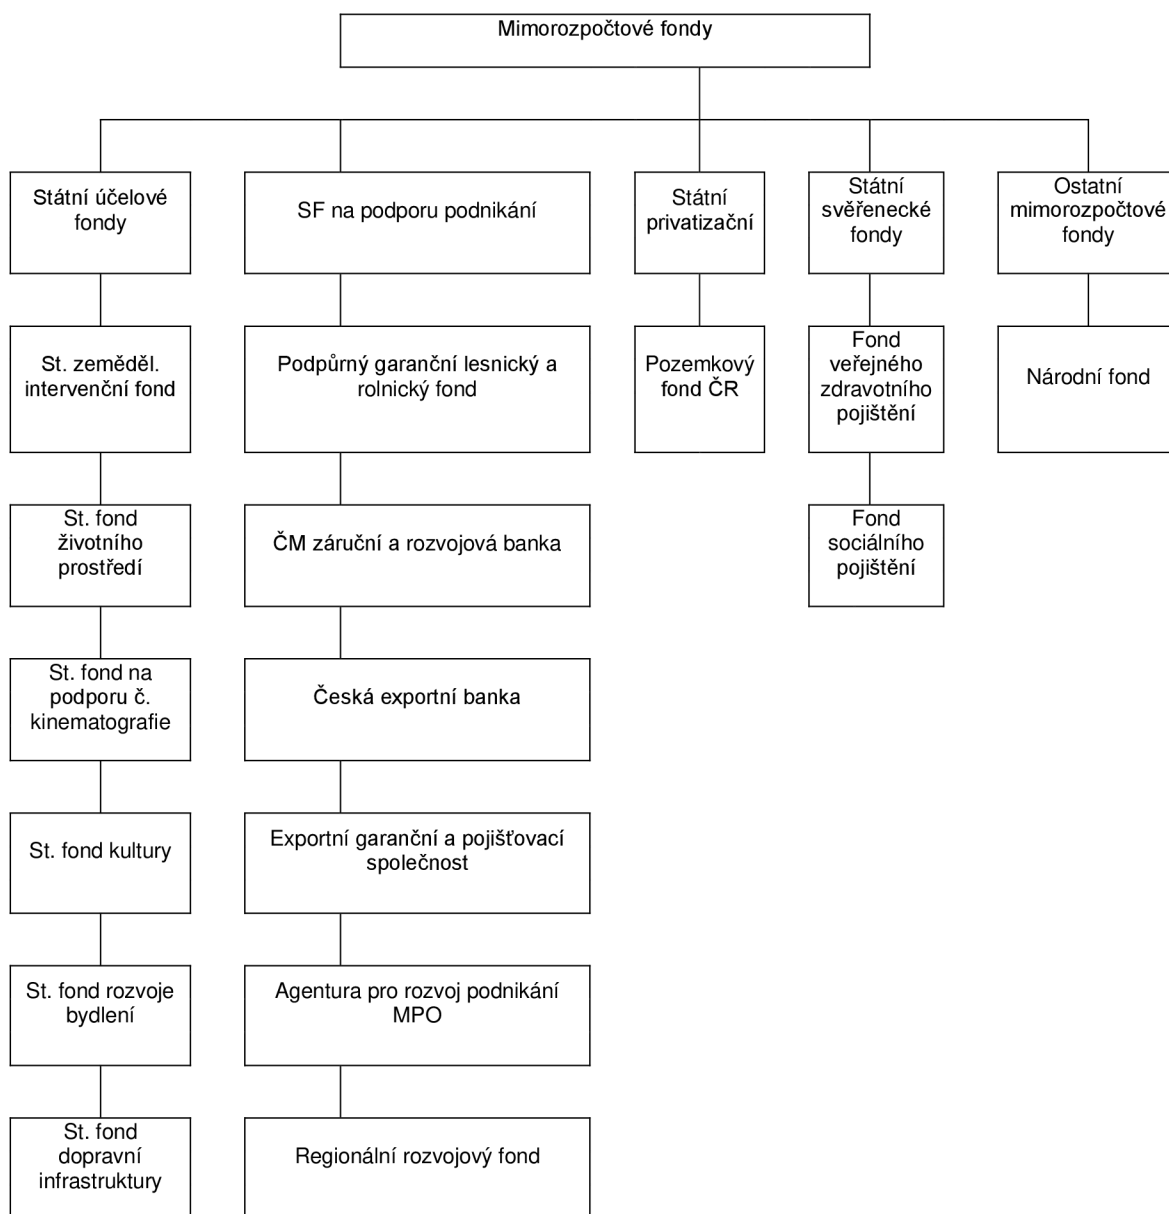 Mimorozpočtové fondy
Státní účelové
fondy
SF na podporu podnikání
Státní
privatizační
Státní
svěřenecké
fondy
Ostatní
mimorozpočtové
fondy
St. zeměděl.
intervenční fond
Podpůrný garanční lesnický a
rolnický fond
Pozemkový
fond ČR
Fond
veřejného
zdravotního
pojištění
Národní fond
St. fond
životního
prostředí
ČM záruční a rozvojová banka
Fond
sociálního
pojištění
St. fond na
podporu č.
kinematografie
Česká exportní banka
St. fond kultury
Exportní garanční a pojišťovací
společnost
St. fond rozvoje
bydlení
Agentura pro rozvoj podnikání
MPO
St. fond
dopravní
infrastruktury
Regionální rozvojový fond